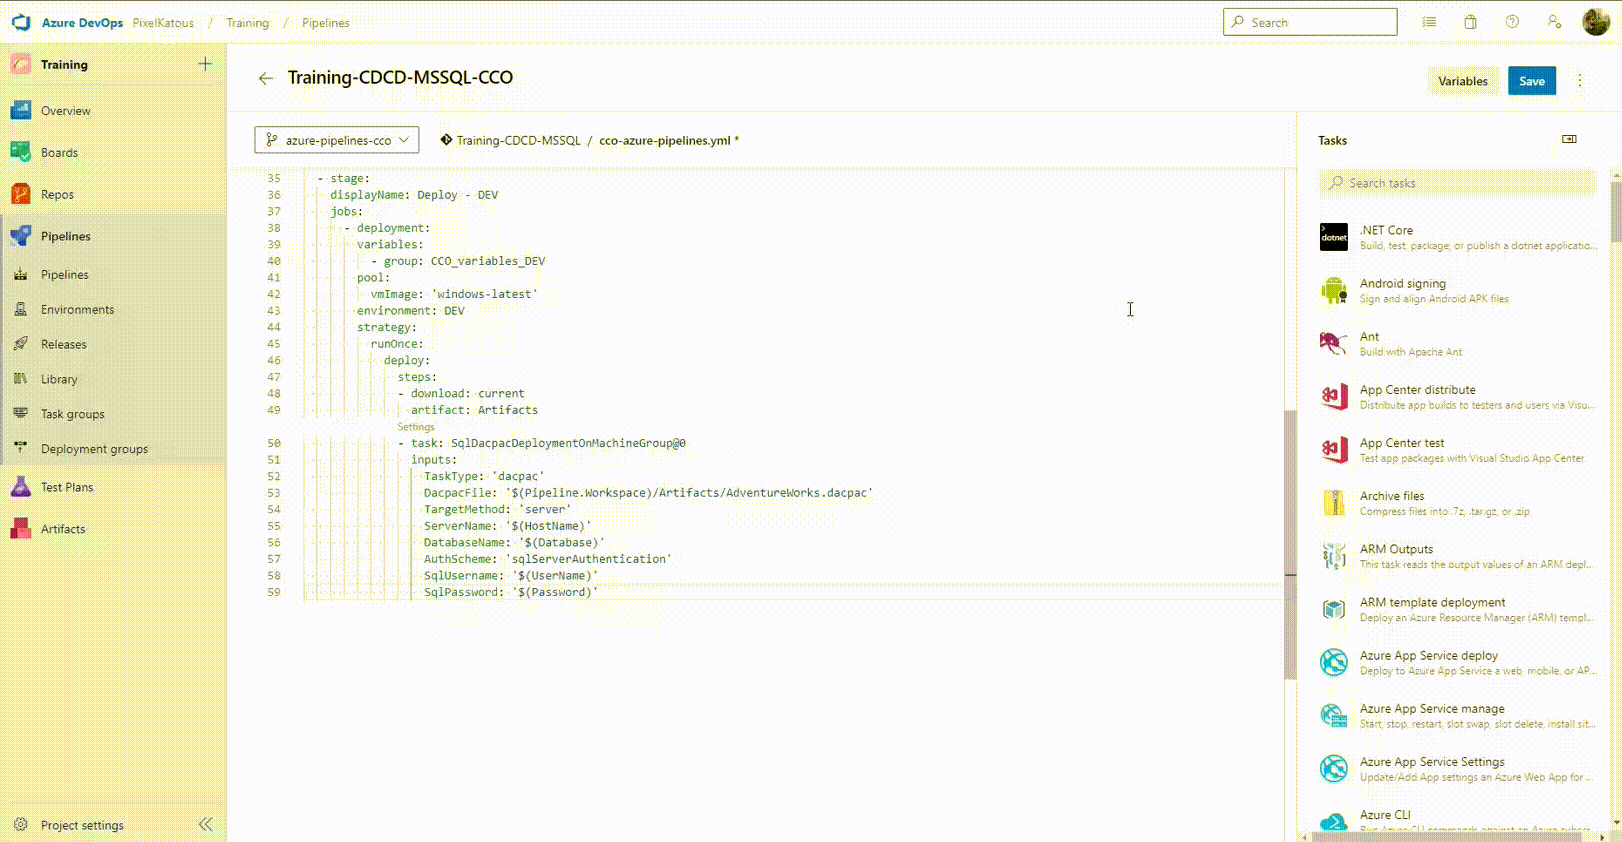 Azure DevOps PixelKatous / Training / Pipelines
Search
Training
Overview
Boards
Repos
Pipelines
Pipelines
Environments
Releases
Library
Task groups
Deployment groups
Test Plans
Artifacts
Project settings
Training-CDCD-MSSQL-CCO
Variables
Save
azure-pipelines-cco
Training-CDCD-MSSQL / cco-azure-pipelines.yml *
35 - stage:
36 displayName: Deploy - DEV
37 jobs:
38 - deployment:
39 variables:
40 - group: CCO_variables_DEV
41 pool:
42 vmImage: 'windows-latest'
43 environment: DEV
44 strategy:
45 runOnce:
46 deploy:
47 steps:
48 - download: current
49 artifact: Artifacts
Settings
50 - task: SqlDacpacDeploymentOnMachineGroup@0
51 inputs:
52 TaskType: 'dacpac'
53 DacpacFile: '$(Pipeline.Workspace)/Artifacts/AdventureWorks.dacpac'
54 TargetMethod: 'server'
55 ServerName: '$(HostName)'
56 DatabaseName: '$(Database)'
57 AuthScheme: 'sqlServerAuthentication'
58 SqlUsername: '$(UserName)'
59 SqlPassword: '$(Password)'
Tasks
Search tasks
dotnet
.NET Core
Build, test, package, or publish a dotnet applicatio...
Android signing
Sign and align Android APK files
Ant
Build with Apache Ant
App Center distribute
Distribute app builds to testers and users via Visu...
App Center test
Test app packages with Visual Studio App Center
Archive files
Compress files into .7z, .tar.gz, or .zip
ARM Outputs
This task reads the output values of an ARM depl...
ARM template deployment
Deploy an Azure Resource Manager (ARM) templ...
Azure App Service deploy
Deploy to Azure App Service a web, mobile, or AP...
Azure App Service manage
Start, stop, restart, slot swap, slot delete, install sit...
Azure App Service Settings
Update/Add App settings an Azure Web App for ...
Azure CLI
Run Azure CLI commands against an Azure subscr...